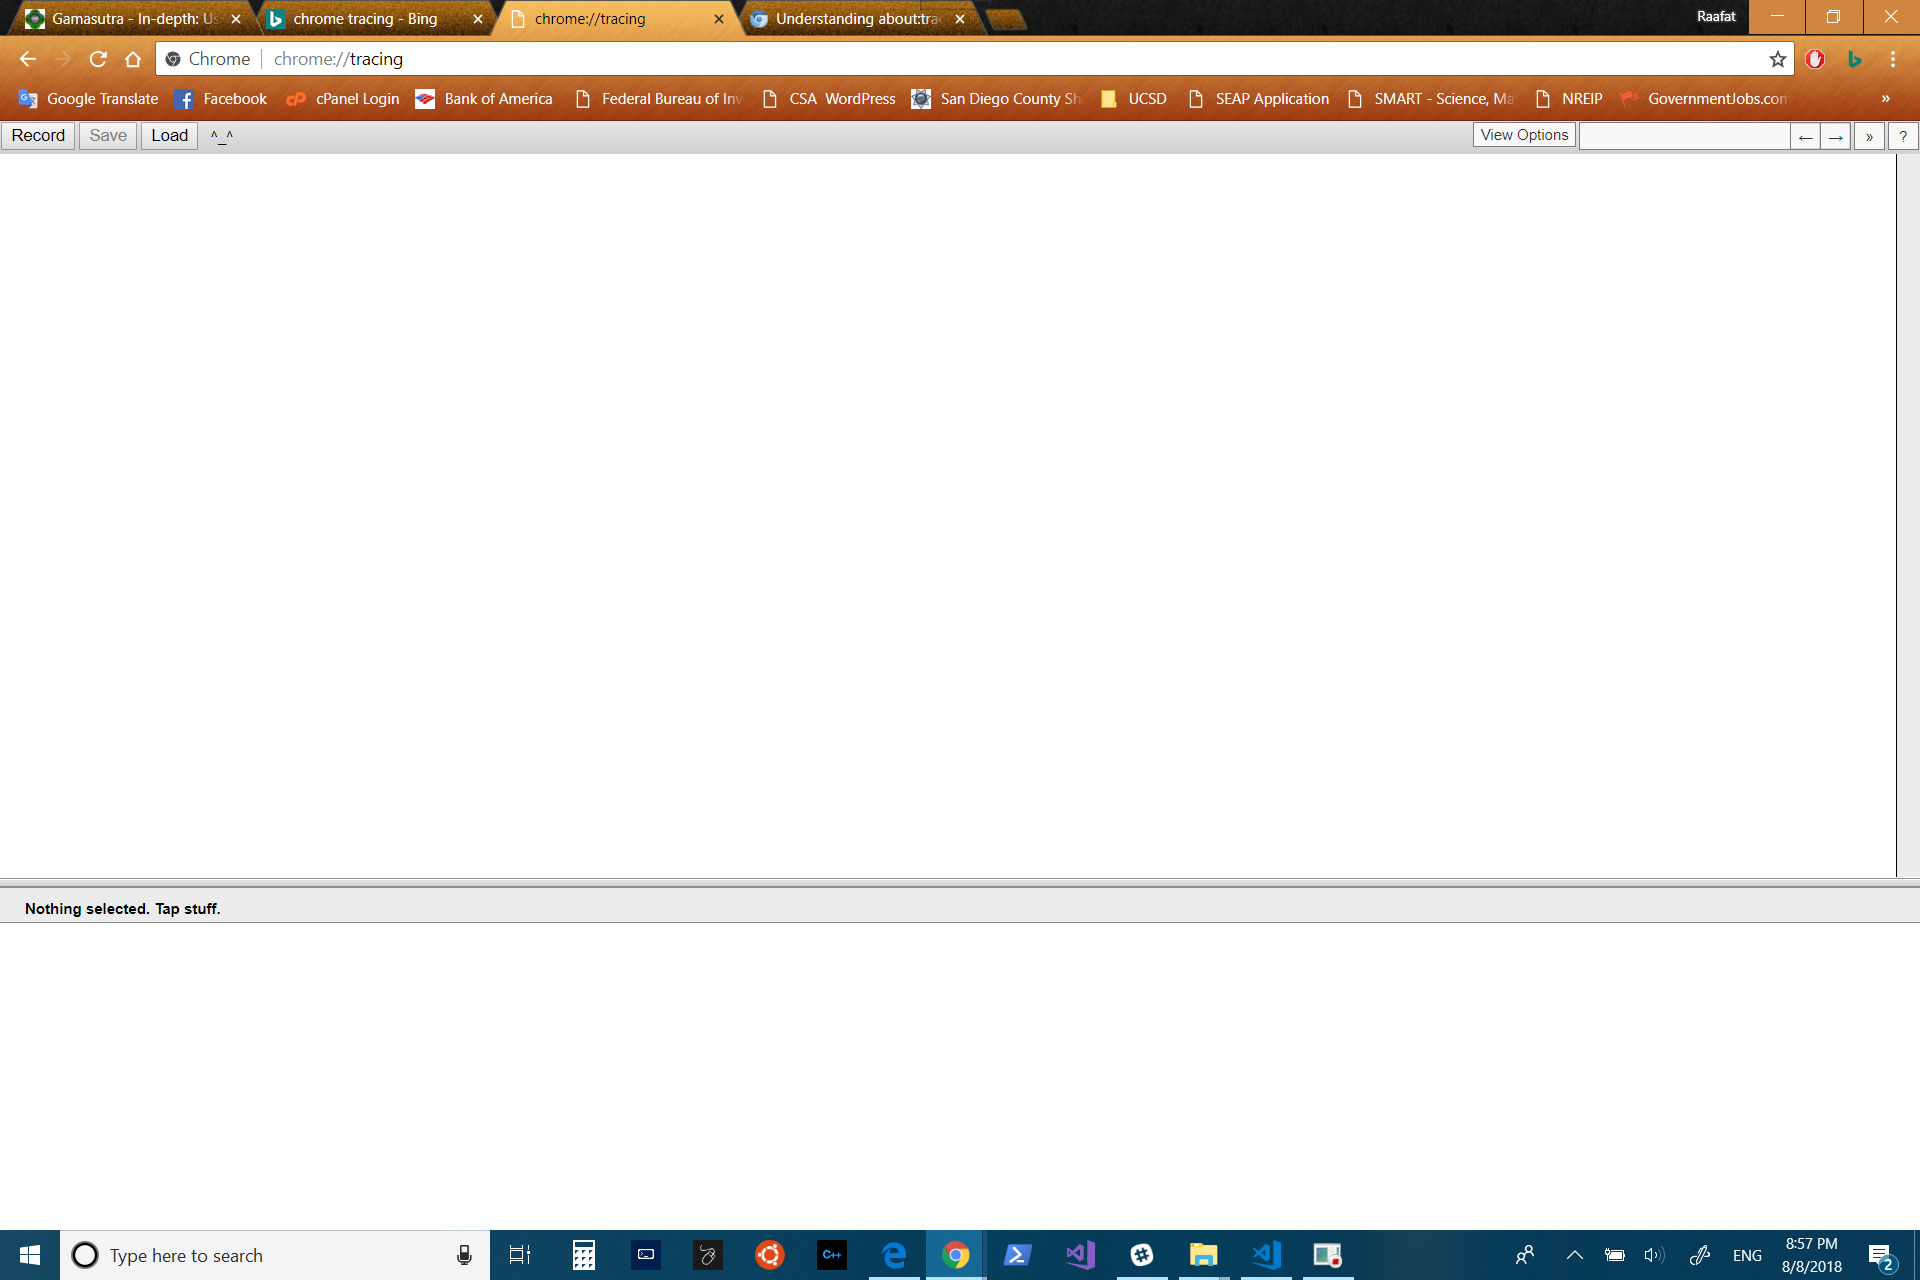 Gamasutra - In-depth: Us
chrome tracing - Bing
chrome://tracing
Understanding about:tra
Raafat
Chrome
chrome://tracing
Google Translate
Facebook
cPanel Login
Bank of America
Federal Bureau of Inv
CSA WordPress
San Diego County Sh
UCSD
SEAP Application
SMART - Science, Ma
NREIP
GovernmentJobs.com
»
Record
Save
Load
^_^
View Options
←
→
»
?
Nothing selected. Tap stuff.
Type here to search
C++
ENG
8:57 PM
8/8/2018
2